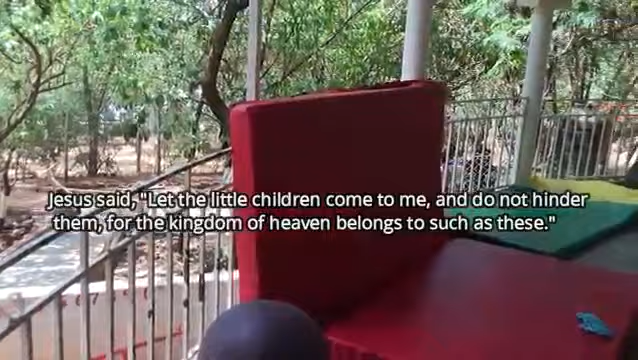 Jesus said, "Let the little children come to me, and do not hinder
them, for the kingdom of heaven belongs to such as these."